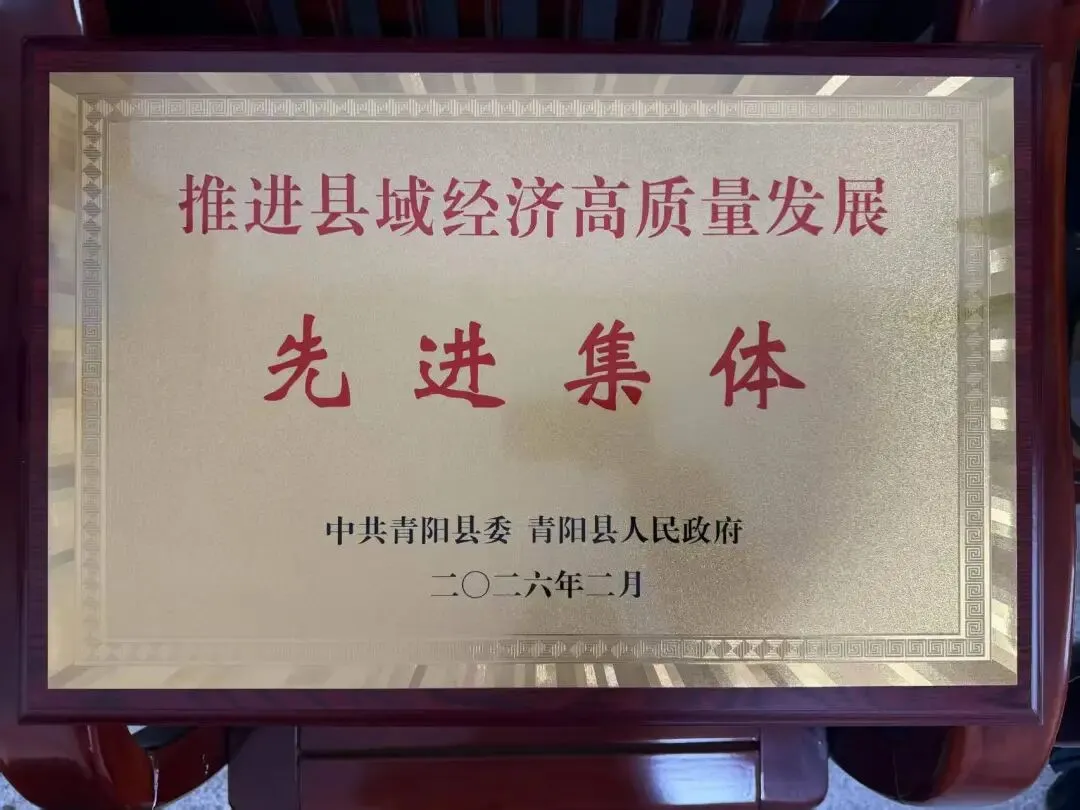 推进县域经济高质量发展
先进集体
中共青阳县委 青阳县人民政府
二〇二六年二月